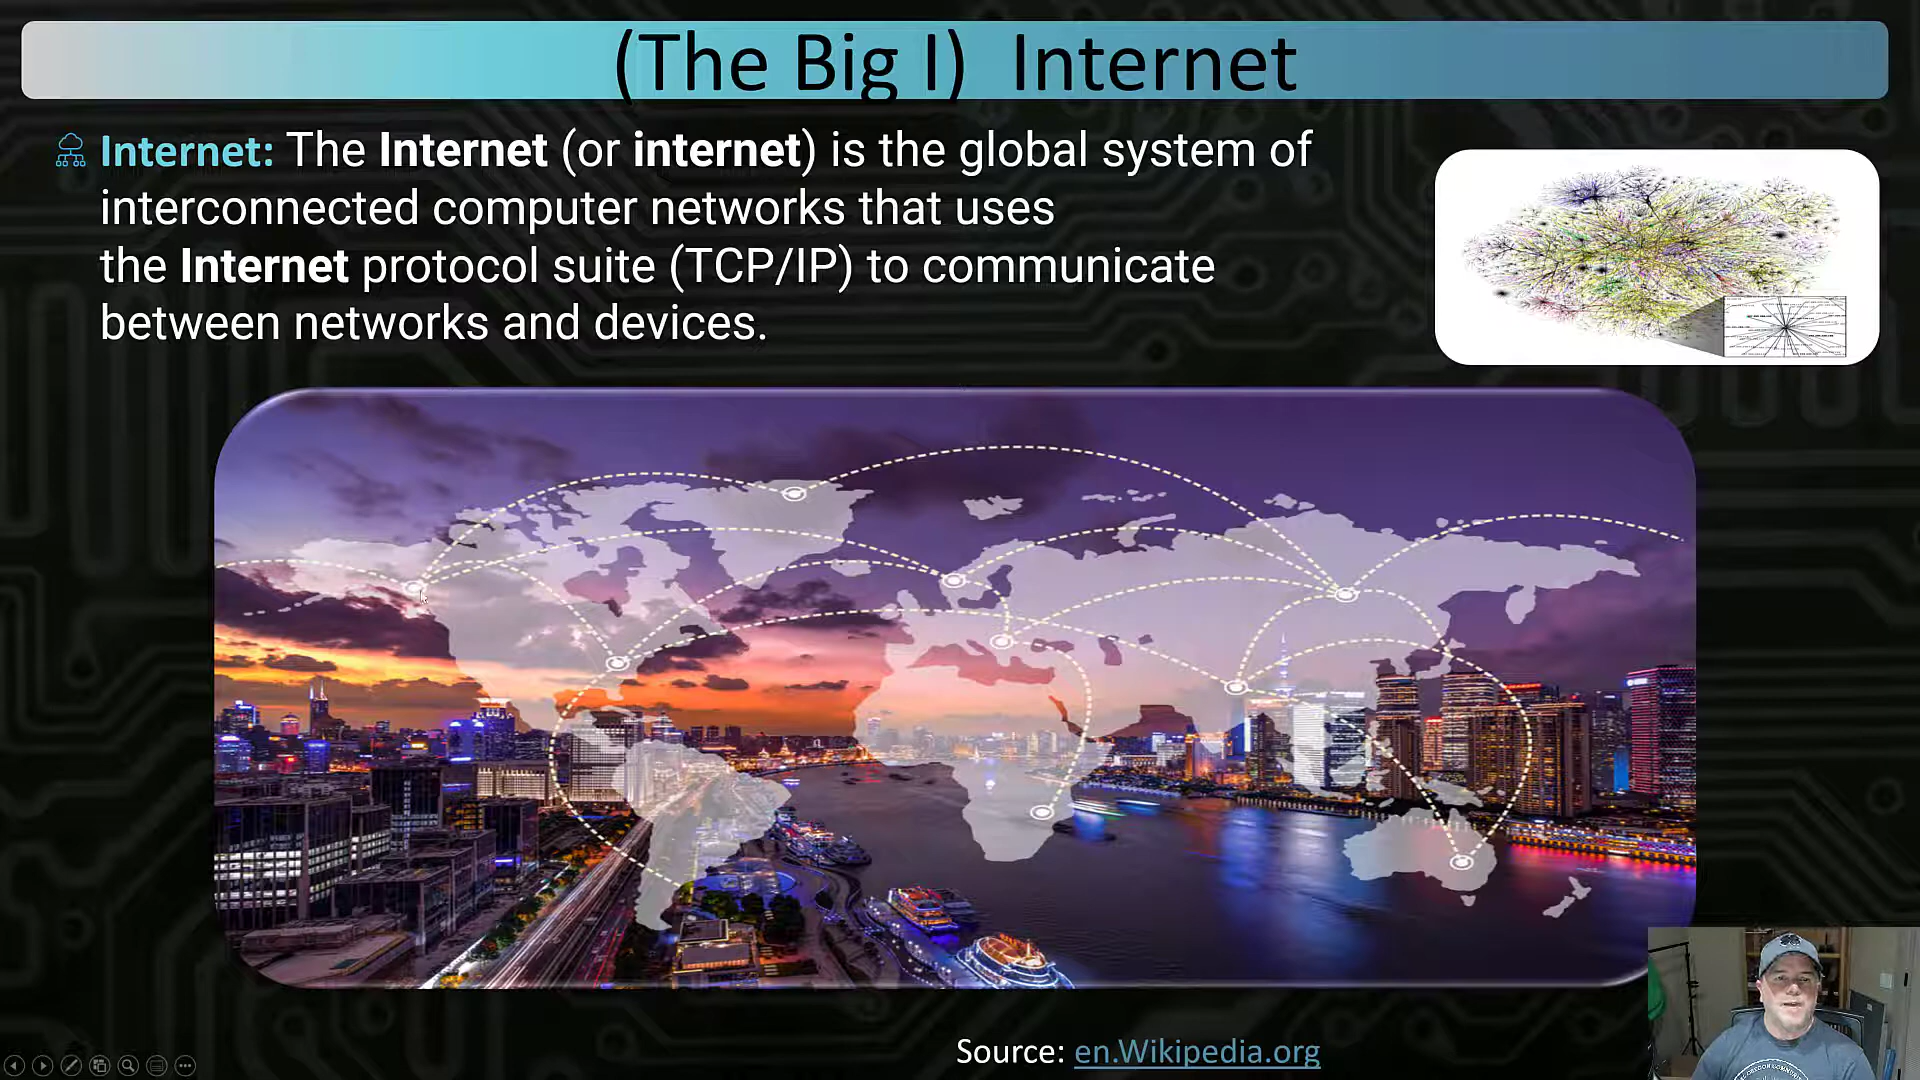 (The Big I)  Internet
Internet: The Internet (or internet) is the global system of
interconnected computer networks that uses
the Internet protocol suite (TCP/IP) to communicate
between networks and devices.
Source: en.Wikipedia.org